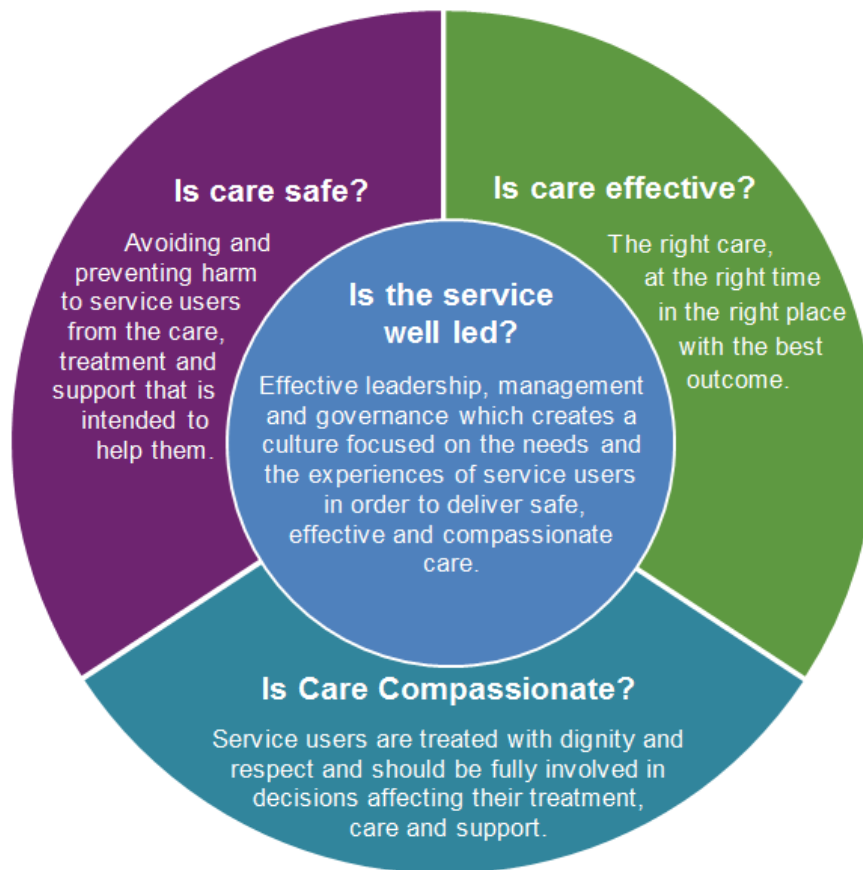 Is care safe?
Avoiding and
preventing harm
to service users
from the care,
treatment and
support that is
intended to
help them.
Is care effective?
The right care,
at the right time
in the right place
with the best
outcome.
Is the service
well led?
Effective leadership, management
and governance which creates a
culture focused on the needs and
the experiences of service users
in order to deliver safe,
effective and compassionate
care.
Is Care Compassionate?
Service users are treated with dignity and
respect and should be fully involved in
decisions affecting their treatment,
care and support.